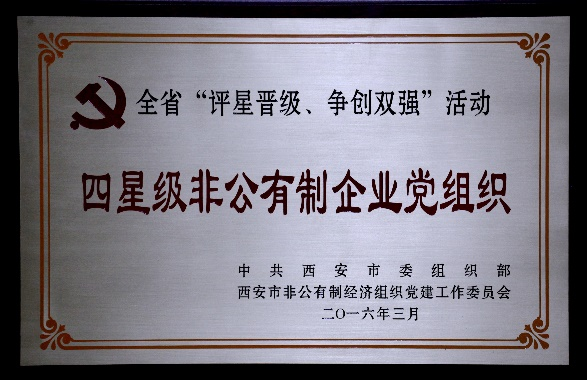 全省“评星晋级、争创双强”活动
四星级非公有制企业党组织
中共西安市委组织部
西安市非公有制经济组织党建工作委员会
二〇一六年三月